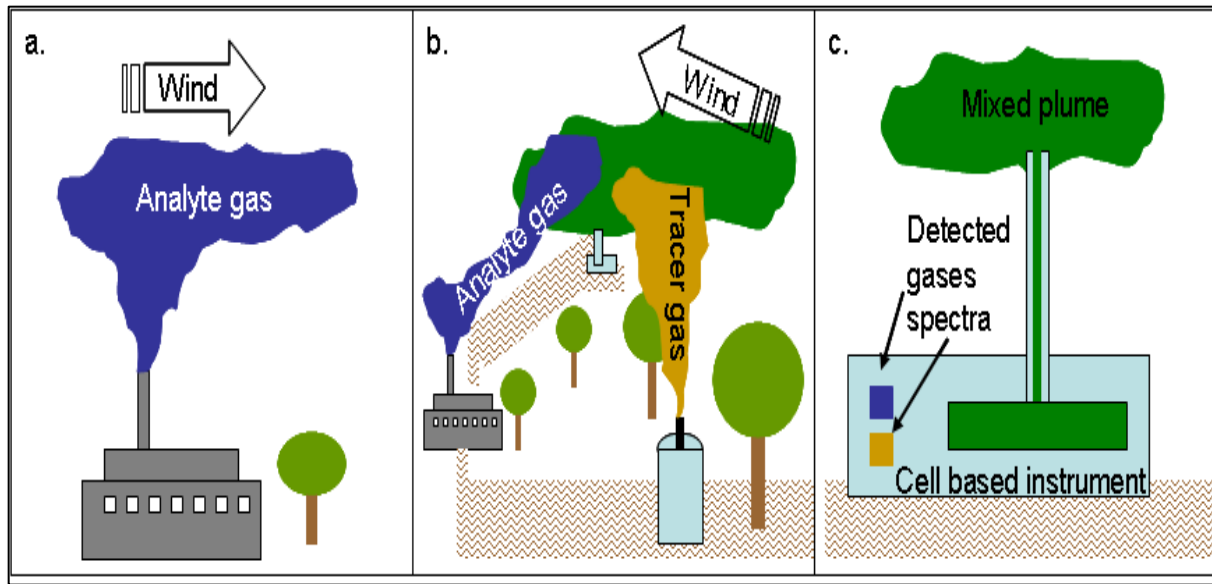 a.
Wind
Analyte gas
b.
Wind
Analyte gas
Tracer gas
c.
Mixed plume
Detected
gases
spectra
Cell based instrument